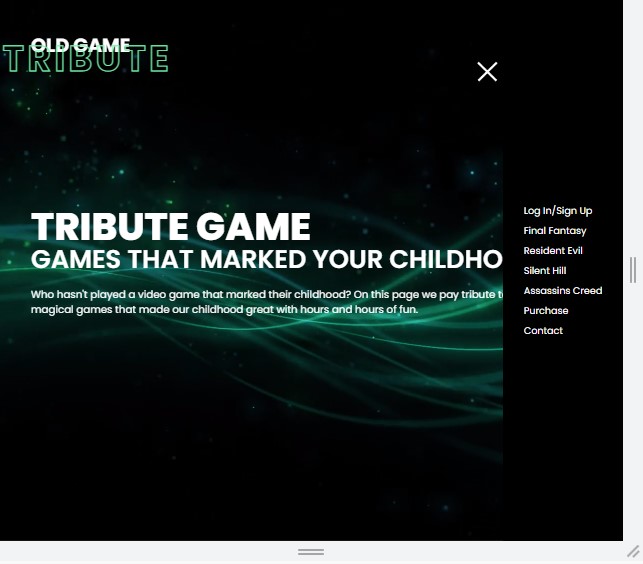 OLD GAME
TRIBUTE
TRIBUTE GAME
GAMES THAT MARKED YOUR CHILDHO
Who hasn't played a video game that marked their childhood? On this page we pay tribute t
magical games that made our childhood great with hours and hours of fun.
Log In/Sign Up
Final Fantasy
Resident Evil
Silent Hill
Assassins Creed
Purchase
Contact